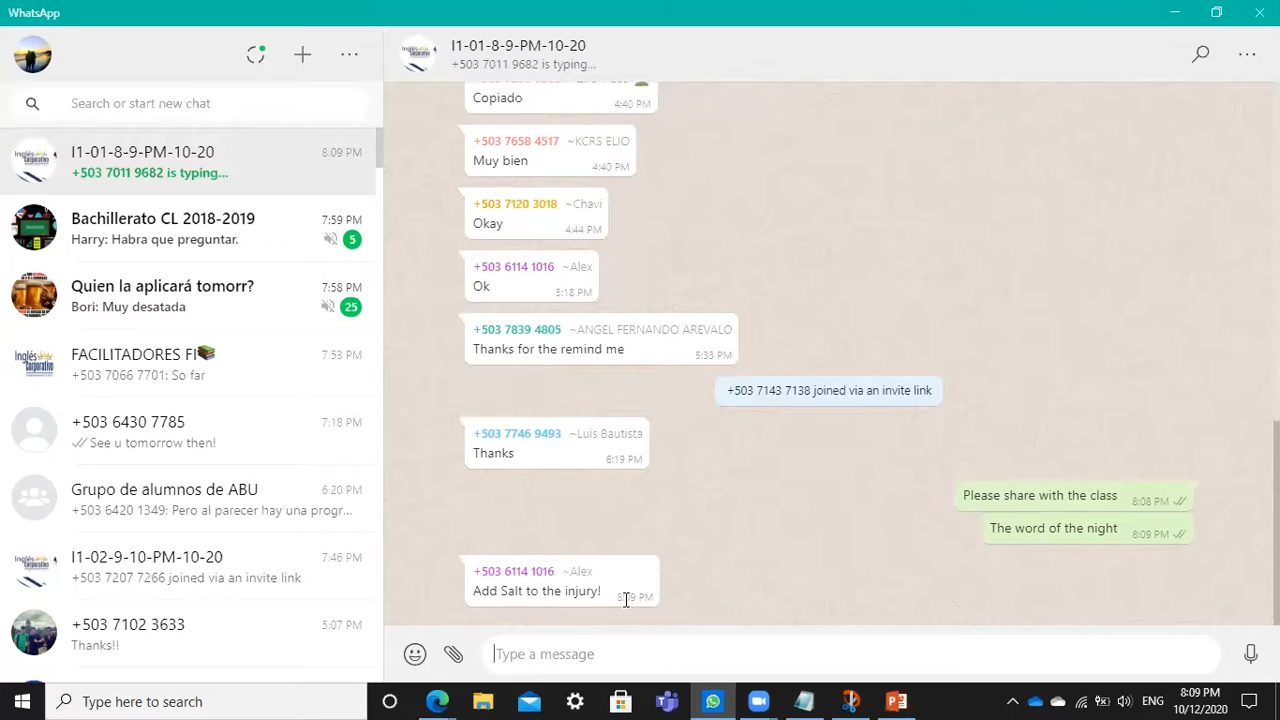 WhatsApp
I1-01-8-9-PM-10-20
+503 7011 9682 is typing...
Search or start new chat
I1-01-8-9-PM-10-20
8:09 PM
+503 7011 9682 is typing...
Bachillerato CL 2018-2019
7:59 PM
Harry: Habra que preguntar.
5
Quien la aplicará tomorr?
7:58 PM
Bori: Muy desatada
25
FACILITADORES FI
7:53 PM
+503 7066 7701: So far
+503 6430 7785
7:18 PM
See u tomorrow then!
Grupo de alumnos de ABU
6:20 PM
+503 6420 1349: Pero al parecer hay una progr...
I1-02-9-10-PM-10-20
7:46 PM
+503 7207 7266 joined via an invite link
+503 7102 3633
5:07 PM
Thanks!!
Copiado
4:40 PM
+503 7658 4517 ~KCRS ELIO
Muy bien
4:40 PM
+503 7120 3018 ~Chavi
Okay
4:44 PM
+503 6114 1016 ~Alex
Ok
5:18 PM
+503 7839 4805 ~ANGEL FERNANDO AREVALO
Thanks for the remind me
5:33 PM
+503 7143 7138 joined via an invite link
+503 7746 9493 ~Luis Bautista
Thanks
6:19 PM
Please share with the class
8:08 PM
The word of the night
8:09 PM
+503 6114 1016 ~Alex
Add Salt to the injury!
PM
Type a message
Type here to search
ENG
8:09 PM
10/12/2020